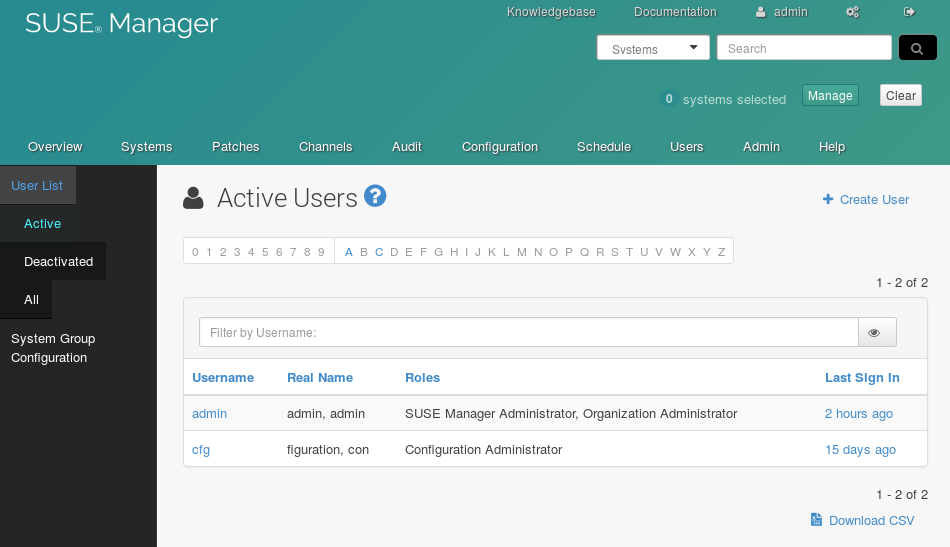 SUSE® Manager
Knowledgebase Documentation admin
Systems Search
0 systems selected Manage Clear
Overview Systems Patches Channels Audit Configuration Schedule Users Admin Help
User List
Active
Deactivated
All
System Group
Configuration
Active Users ?
Create User
0 1 2 3 4 5 6 7 8 9 A B C D E F G H I J K L M N O P Q R S T U V W X Y Z
1 - 2 of 2
Filter by Username:
Username Real Name Roles Last Sign In
admin admin, admin SUSE Manager Administrator, Organization Administrator 2 hours ago
cfg figuration, con Configuration Administrator 15 days ago
1 - 2 of 2
Download CSV